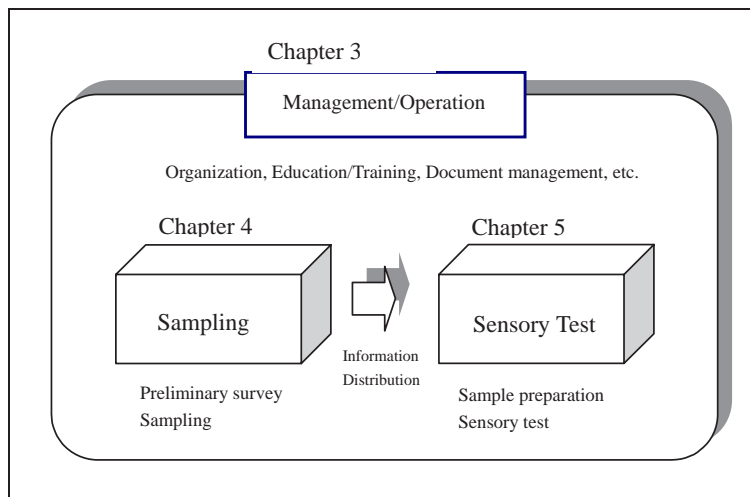 Chapter 3
Management/Operation
Organization, Education/Training, Document management, etc.
Chapter 4
Sampling
Preliminary survey
Sampling
Information
Distribution
Chapter 5
Sensory Test
Sample preparation
Sensory test